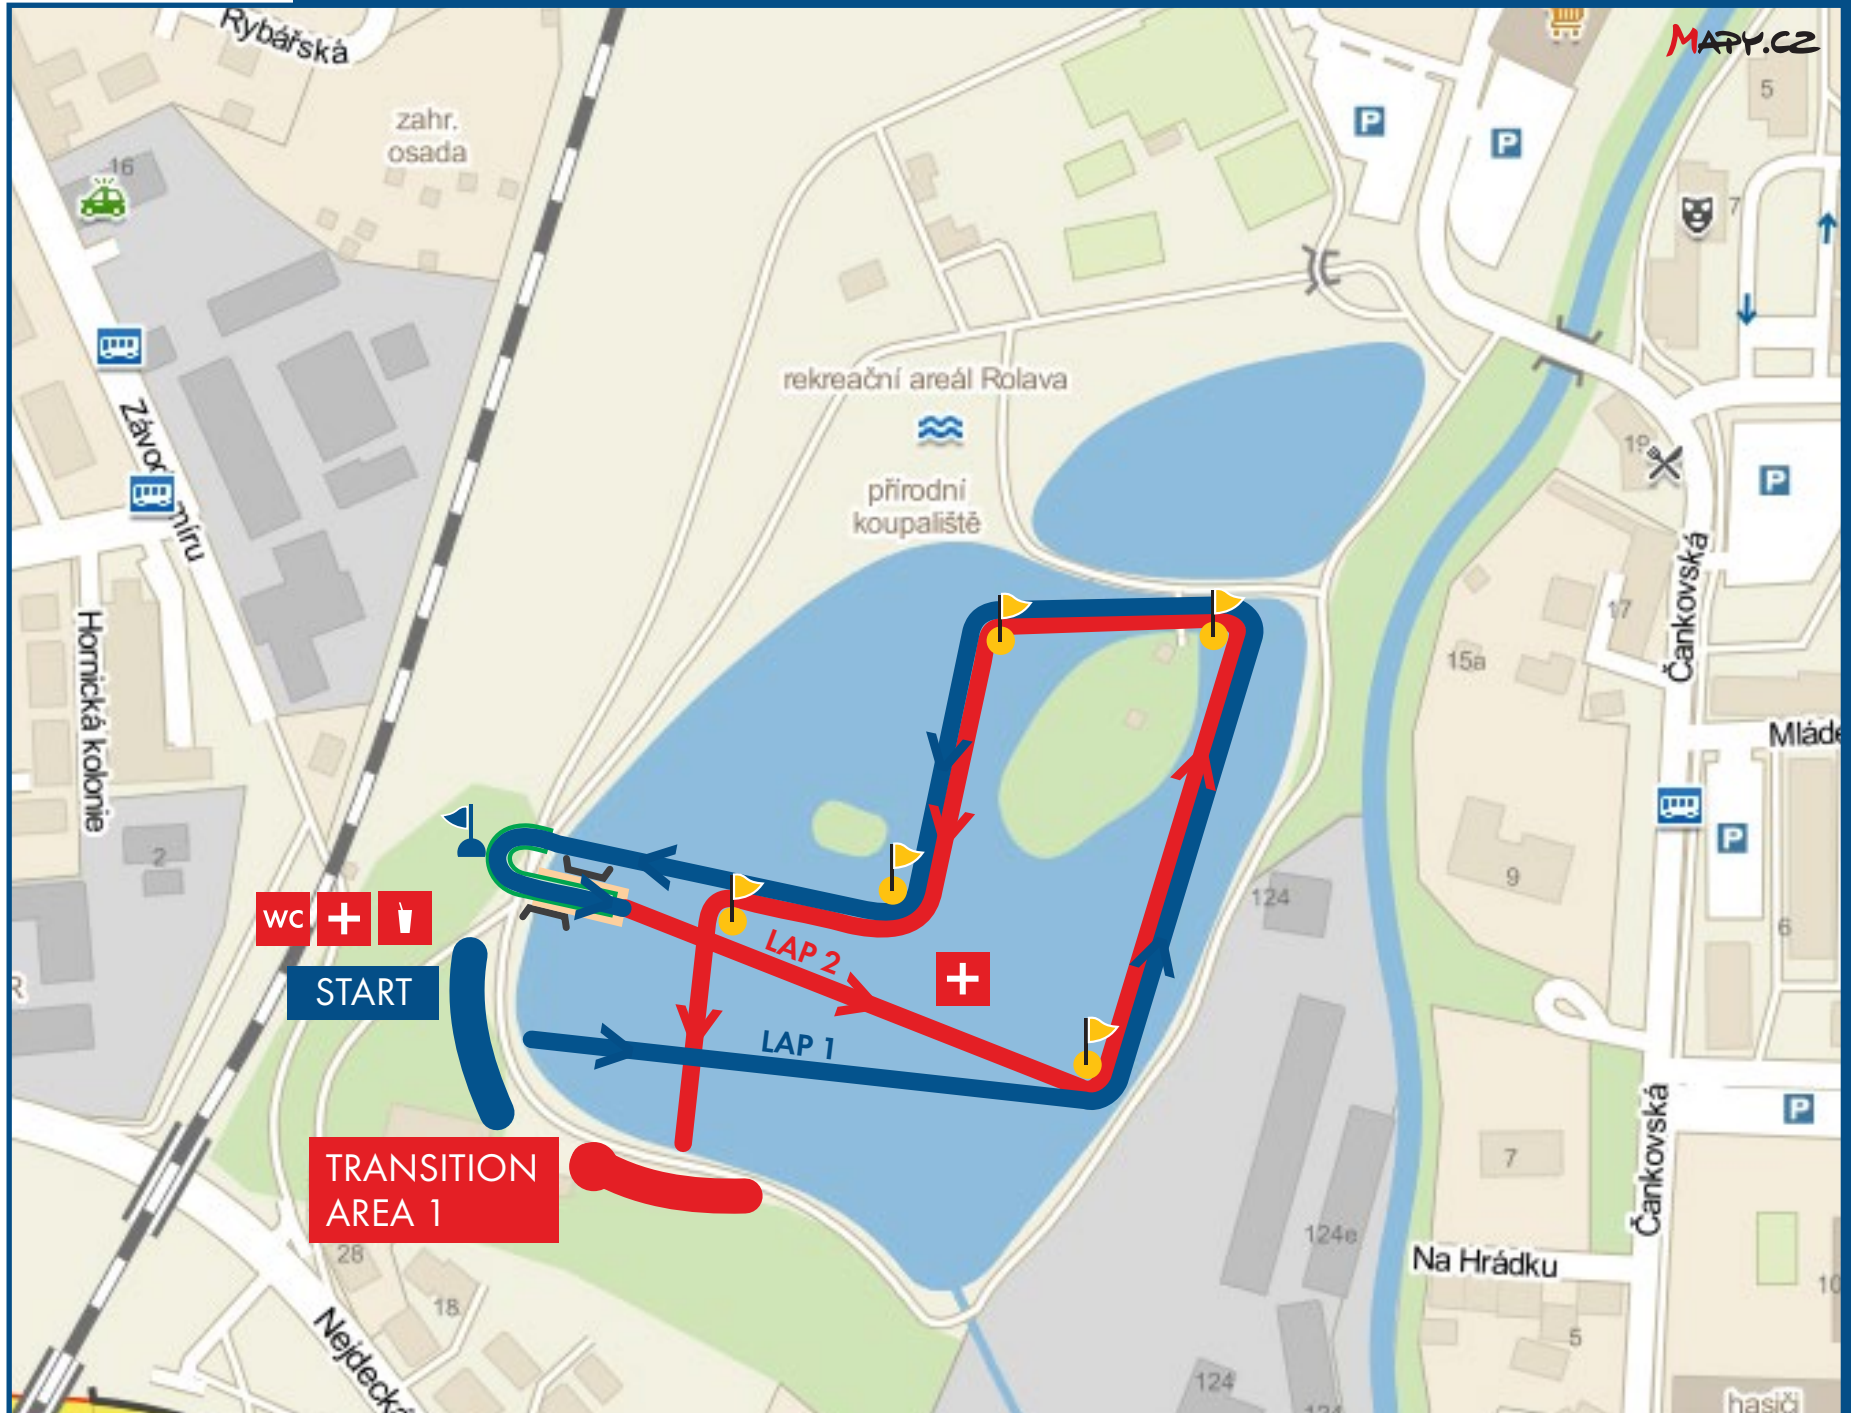 Rybářská
MAPY.CZ
zahr.
osada
16
5
7
rekreační areál Rolava
přírodní
koupaliště
Závod
míru
Čankovská
17
15a
Hornická kolonie
Mláde
2
9
124
6
WC
START
LAP 2
LAP 1
TRANSITION
AREA 1
28
18
Nejdecká
7
Čankovská
124e
Na Hrádku
10
5
124
hasiči
P
P
P
P
P